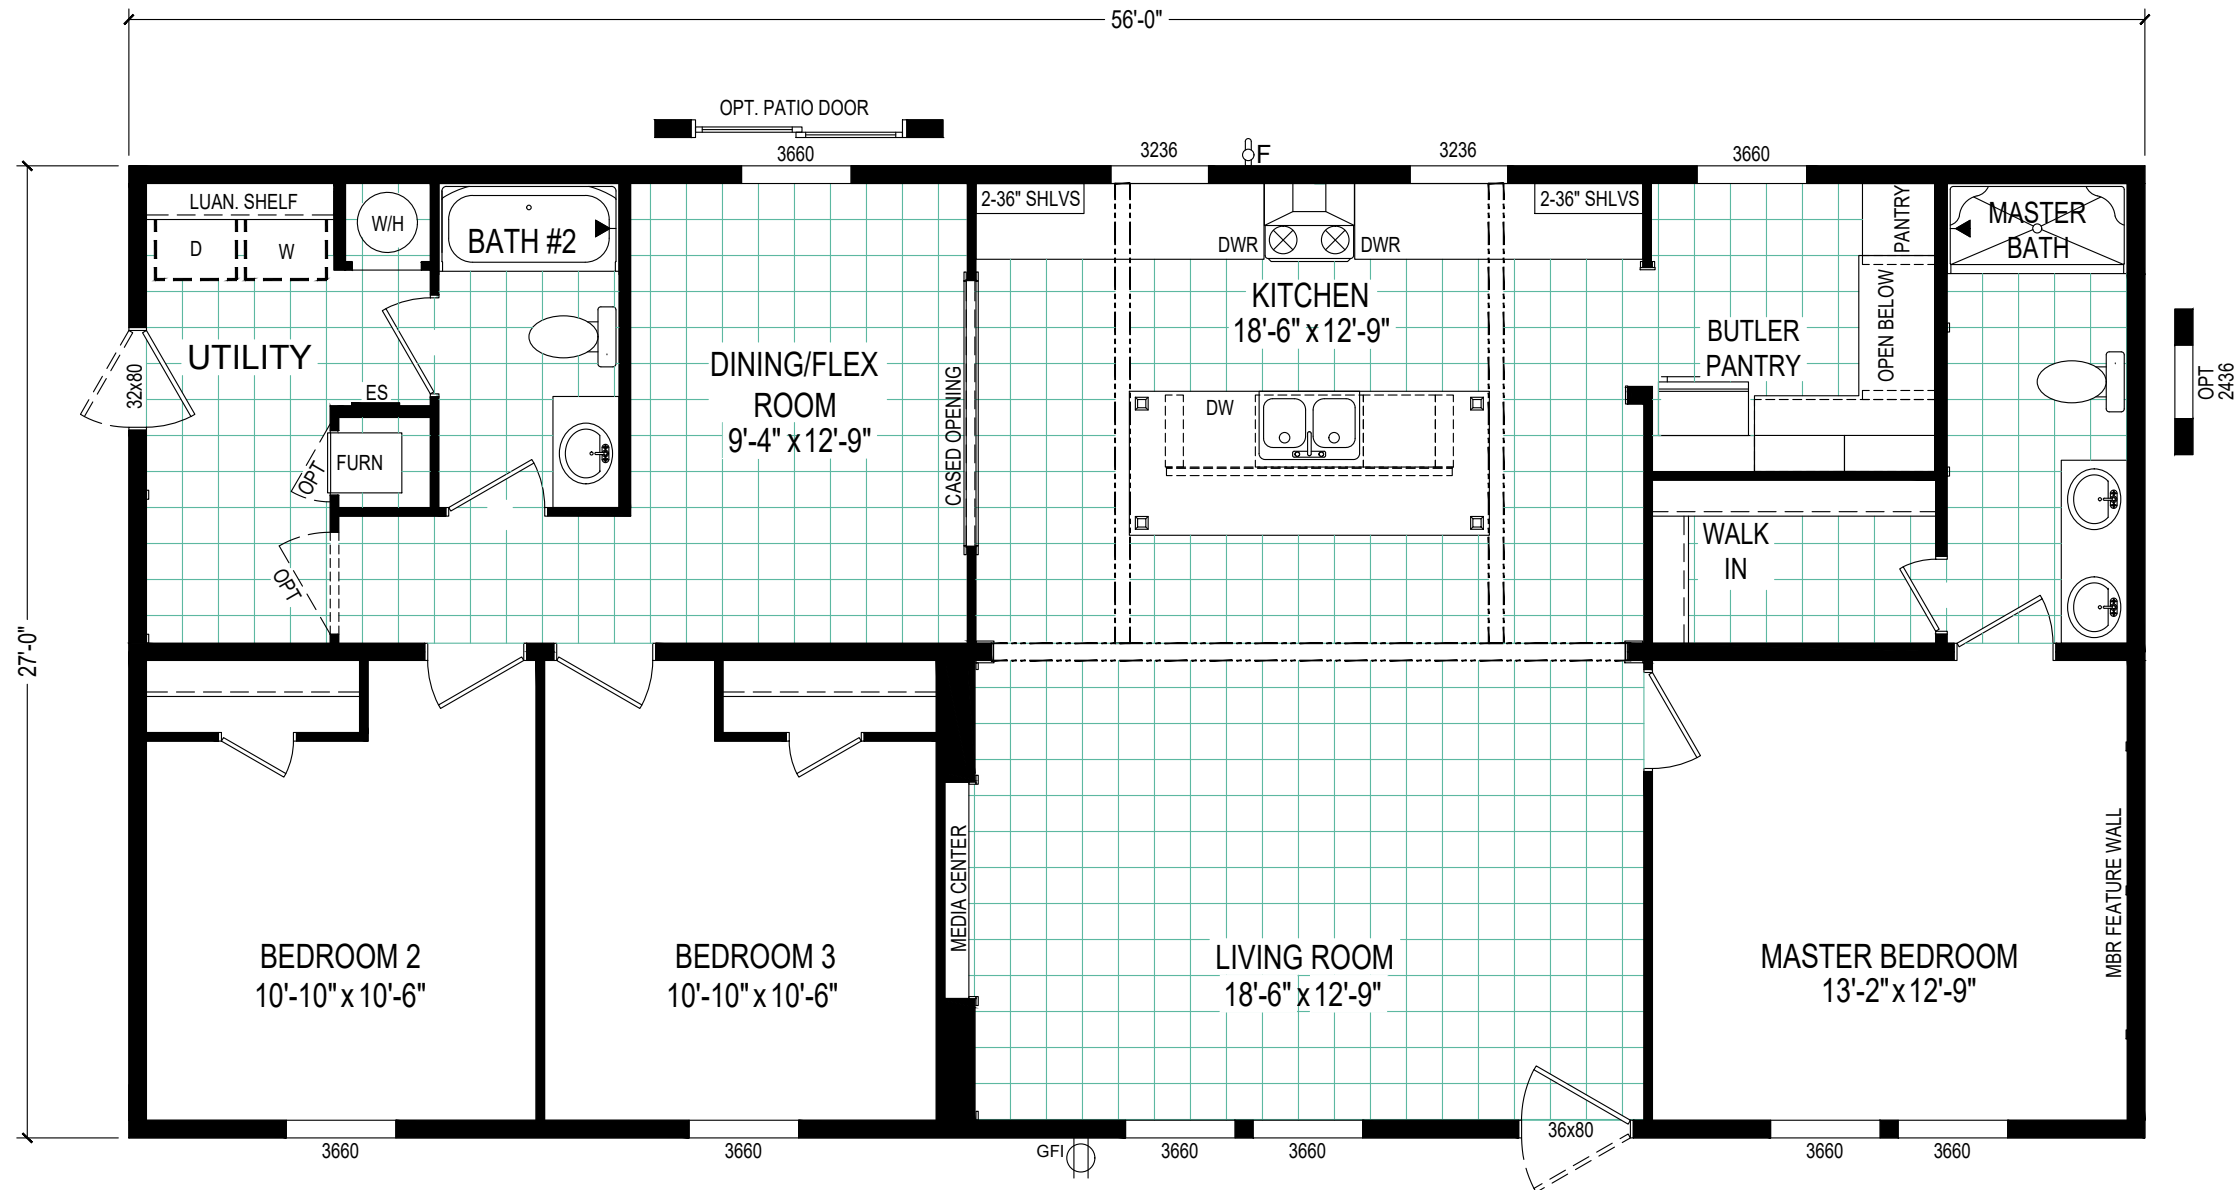 56'-0"
OPT. PATIO DOOR
3660
3236
F
3236
3660
LUAN. SHELF
D
W
W/H
BATH #2
2-36" SHLVS
DWR
DWR
2-36" SHLVS
PANTRY
MASTER
BATH
KITCHEN
18'-6" x 12'-9"
OPEN BELOW
BUTLER
PANTRY
UTILITY
32x80
ES
DINING/FLEX
ROOM
9'-4" x 12'-9"
CASED OPENING
DW
OPT
2436
FURN
OPT
OPT
WALK
IN
27'-0"
MEDIA CENTER
MBR FEATURE WALL
BEDROOM 2
10'-10" x 10'-6"
BEDROOM 3
10'-10" x 10'-6"
LIVING ROOM
18'-6" x 12'-9"
MASTER BEDROOM
13'-2" x 12'-9"
36x80
3660
3660
GFI
3660
3660
3660
3660